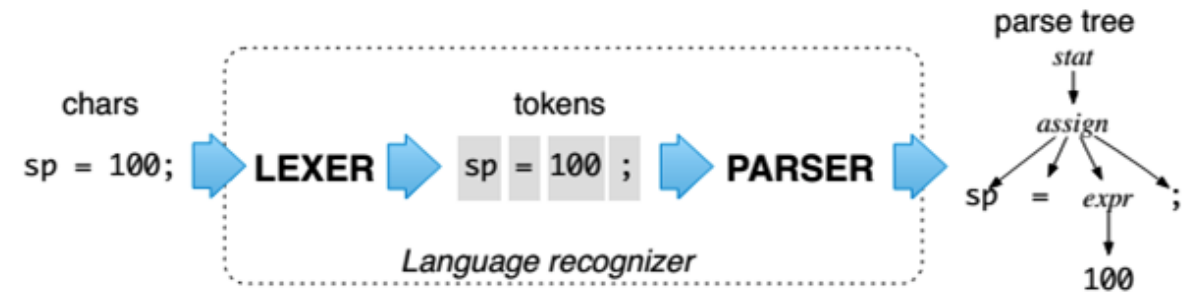 chars
sp = 100;
LEXER
tokens
sp = 100 ;
PARSER
Language recognizer
parse tree
stat
assign
sp = expr ;
100